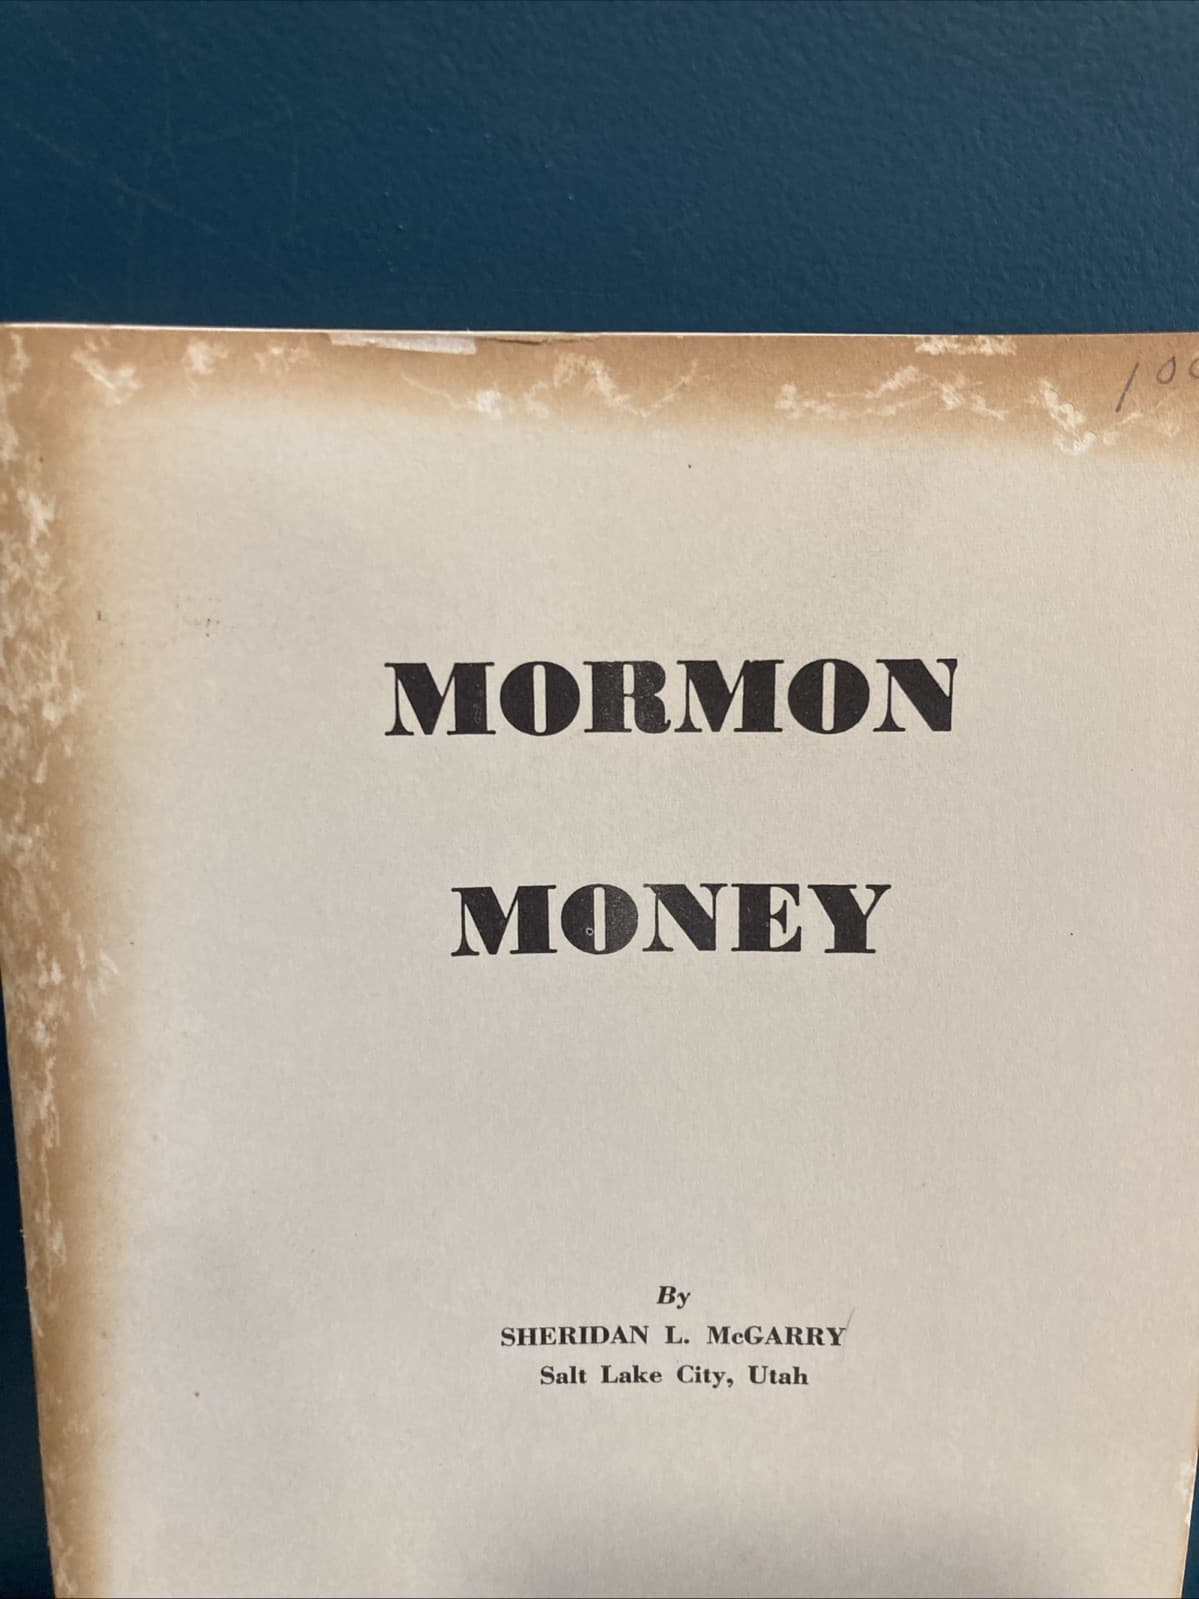 MORMON
MONEY
By
SHERIDAN L. McGARRY
Salt Lake City, Utah